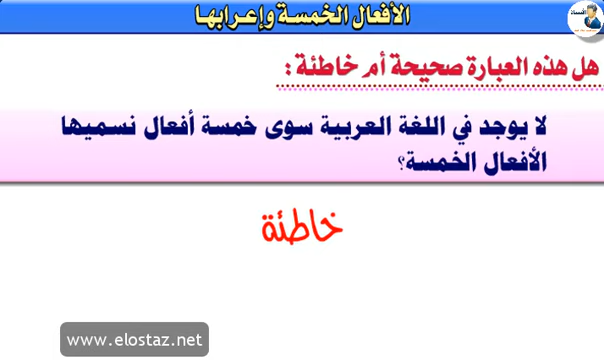 الأفعال الخمسة وإعرابها
هل هذه العبارة صحيحة أم خاطئة :
لا يوجد في اللغة العربية سوى خمسة أفعال نسميها
الأفعال الخمسة؟
خاطئة
www.elostaz.net